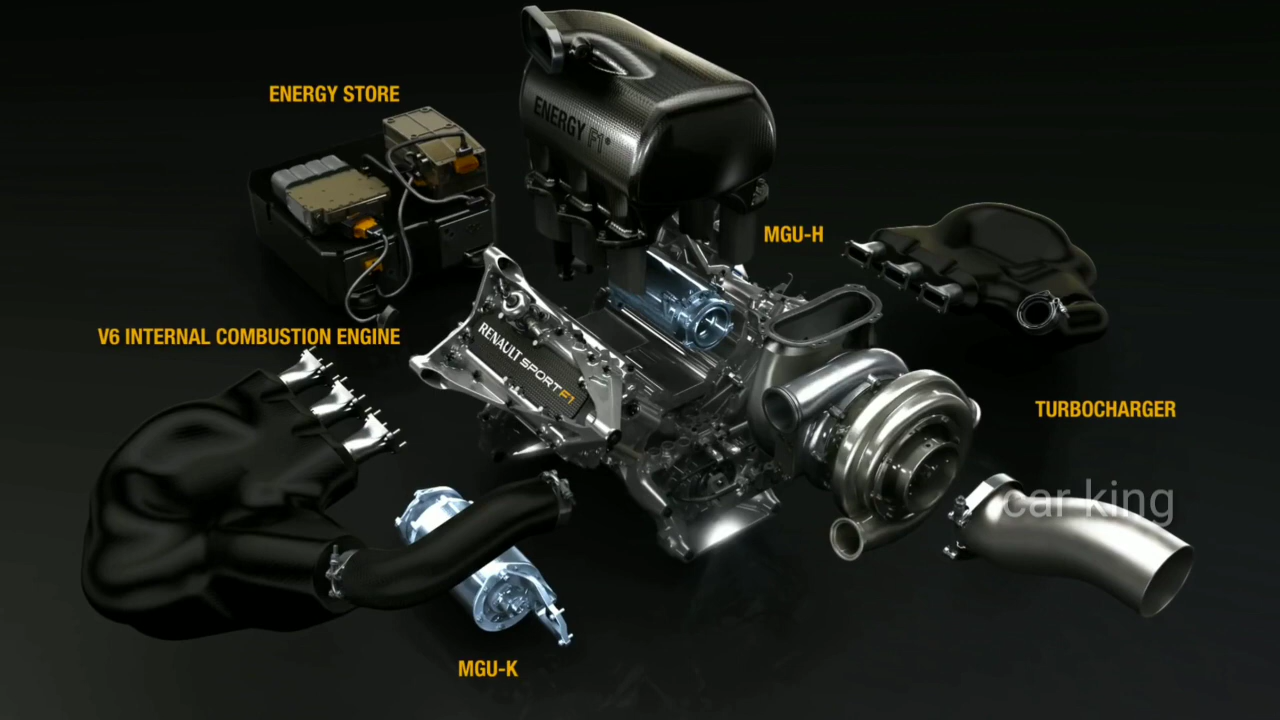 ENERGY STORE
ENERGY F1
MGU-H
V6 INTERNAL COMBUSTION ENGINE
RENAULT SPORT F1
TURBOCHARGER
car king
MGU-K